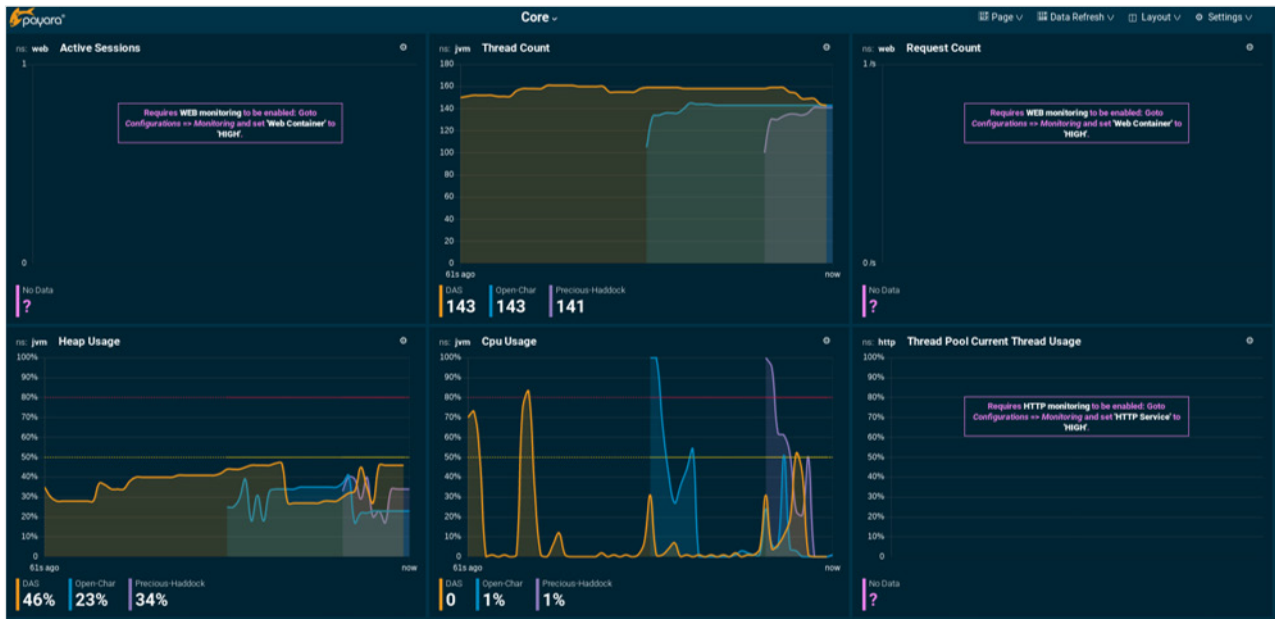 payara®
Core
Page
Data Refresh
Layout
Settings
ns: web Active Sessions
1
Requires WEB monitoring to be enabled: Goto
Configurations => Monitoring and set 'Web Container' to
'HIGH'.
0
No Data
?
ns: jvm Thread Count
180
160
140
120
100
80
60
40
20
0
61s ago
now
DAS
143
Open-Char
143
Precious-Haddock
141
ns: web Request Count
1 /s
Requires WEB monitoring to be enabled: Goto
Configurations => Monitoring and set 'Web Container' to
'HIGH'.
0 /s
No Data
?
ns: jvm Heap Usage
100%
90%
80%
70%
60%
50%
40%
30%
20%
10%
0
61s ago
now
DAS
46%
Open-Char
23%
Precious-Haddock
34%
ns: jvm Cpu Usage
100%
90%
80%
70%
60%
50%
40%
30%
20%
10%
0
61s ago
now
DAS
0
Open-Char
1%
Precious-Haddock
1%
ns: http Thread Pool Current Thread Usage
100%
90%
80%
70%
60%
50%
40%
30%
20%
10%
0
Requires HTTP monitoring to be enabled: Goto
Configurations => Monitoring and set 'HTTP Service' to
'HIGH'.
No Data
?